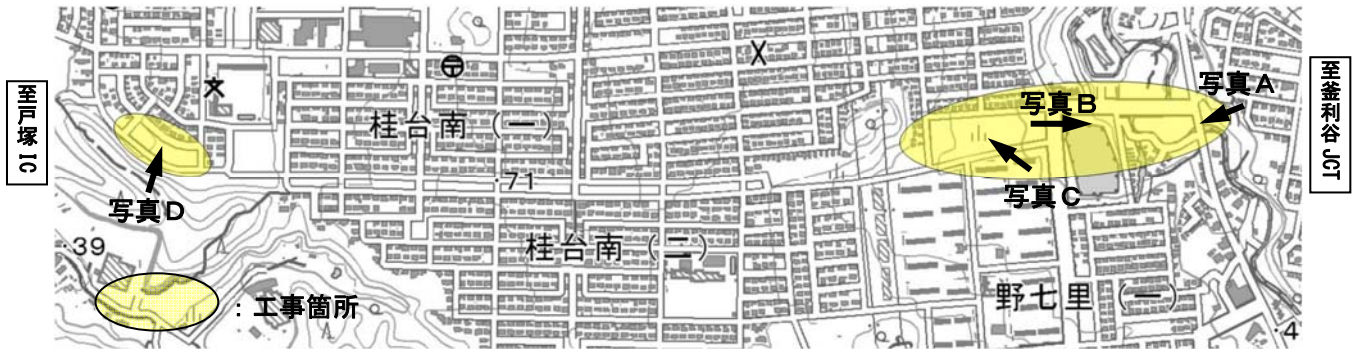 至戸塚IC
桂台南(一)
・71
写真D
・39
桂台南(二)
:工事箇所
写真B
写真A
写真C
野七里(一)
・4
至釜利谷JCT